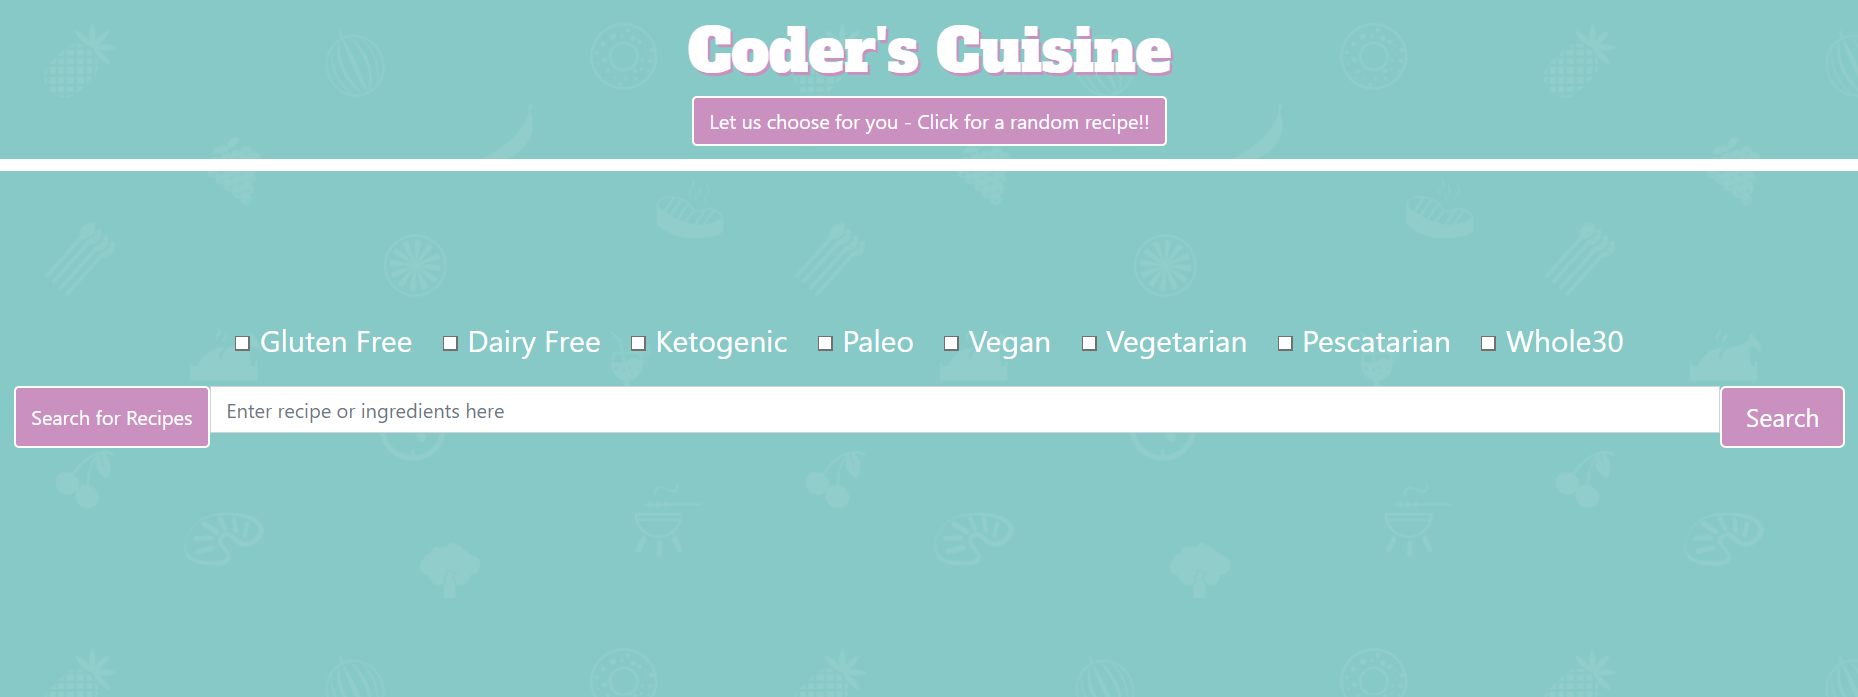 Coder's Cuisine
Let us choose for you - Click for a random recipe!!
Gluten Free Dairy Free Ketogenic Paleo Vegan Vegetarian Pescatarian Whole30
Search for Recipes Enter recipe or ingredients here Search